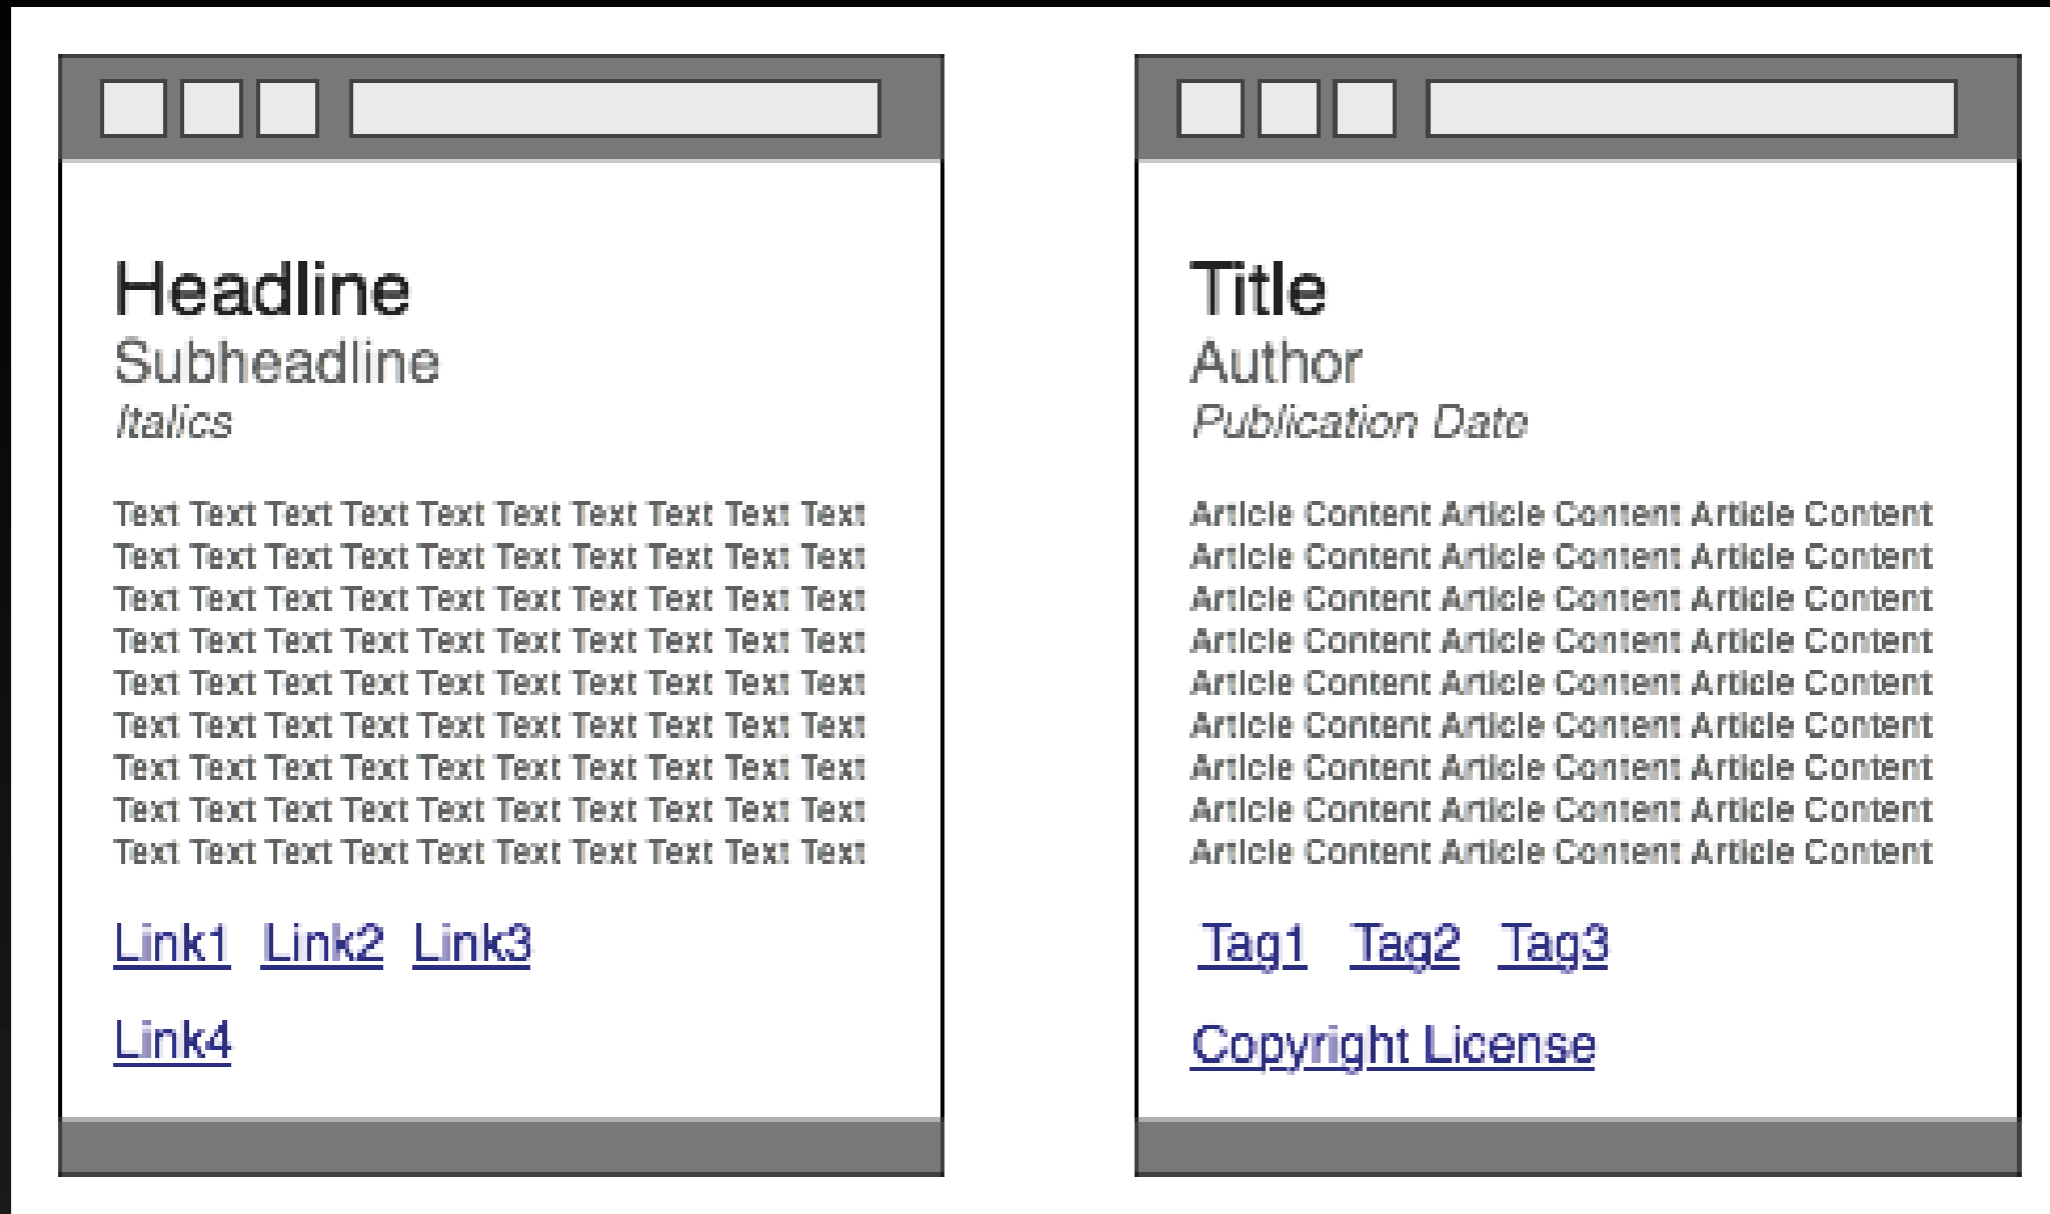 Headline
Subheadline
Italics
Text Text Text Text Text Text Text Text Text Text
Text Text Text Text Text Text Text Text Text Text
Text Text Text Text Text Text Text Text Text Text
Text Text Text Text Text Text Text Text Text Text
Text Text Text Text Text Text Text Text Text Text
Text Text Text Text Text Text Text Text Text Text
Text Text Text Text Text Text Text Text Text Text
Text Text Text Text Text Text Text Text Text Text
Text Text Text Text Text Text Text Text Text Text
Link1 Link2 Link3
Link4
Title
Author
Publication Date
Article Content Article Content Article Content
Article Content Article Content Article Content
Article Content Article Content Article Content
Article Content Article Content Article Content
Article Content Article Content Article Content
Article Content Article Content Article Content
Article Content Article Content Article Content
Article Content Article Content Article Content
Article Content Article Content Article Content
Tag1 Tag2 Tag3
Copyright License